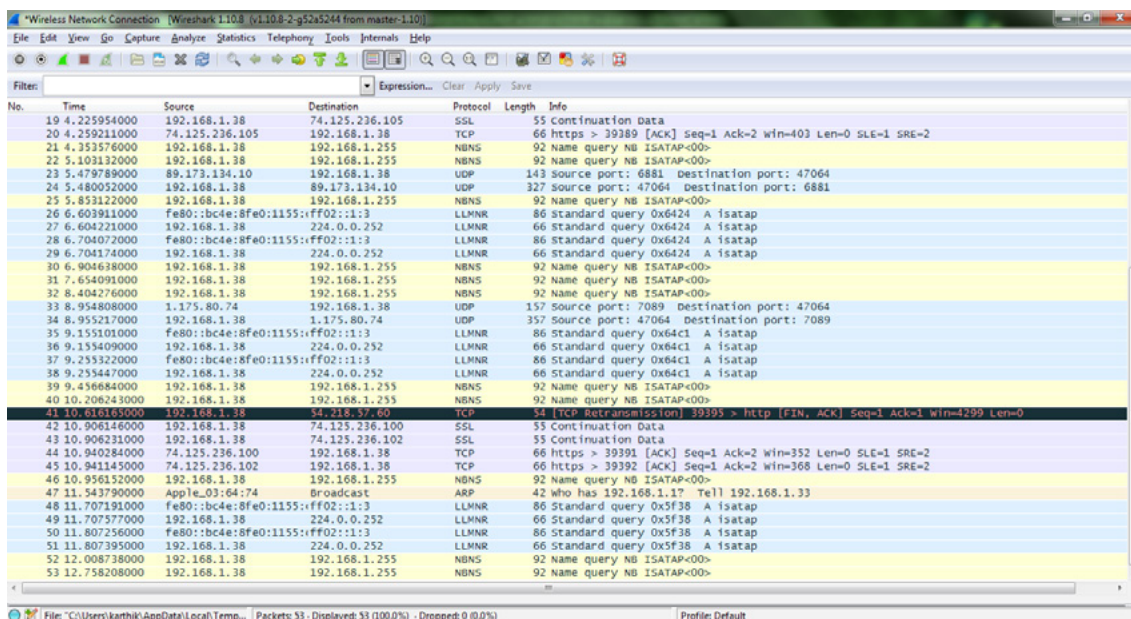 *Wireless Network Connection [Wireshark 1.10.8 (v1.10.8-2-g52a5244 from master-1.10)]
File Edit View Go Capture Analyze Statistics Telephony Tools Internals Help
Filter: Expression... Clear Apply Save
No. Time Source Destination Protocol Length Info
19 4.225954000 192.168.1.38 74.125.236.105 SSL 55 Continuation Data
20 4.259211000 74.125.236.105 192.168.1.38 TCP 66 https > 39389 [ACK] Seq=1 Ack=2 Win=403 Len=0 SLE=1 SRE=2
21 4.353576000 192.168.1.38 192.168.1.255 NBNS 92 Name query NB ISATAP<00>
22 5.103132000 192.168.1.38 192.168.1.255 NBNS 92 Name query NB ISATAP<00>
23 5.479789000 89.173.134.10 192.168.1.38 UDP 143 Source port: 6881 Destination port: 47064
24 5.480052000 192.168.1.38 89.173.134.10 UDP 327 Source port: 47064 Destination port: 6881
25 5.853122000 192.168.1.38 192.168.1.255 NBNS 92 Name query NB ISATAP<00>
26 6.603911000 fe80::bc4e:8fe0:1155:ff02::1:3 LLMNR 86 Standard query 0x6424 A isatap
27 6.604221000 192.168.1.38 224.0.0.252 LLMNR 66 Standard query 0x6424 A isatap
28 6.704072000 fe80::bc4e:8fe0:1155:ff02::1:3 LLMNR 86 Standard query 0x6424 A isatap
29 6.704174000 192.168.1.38 224.0.0.252 LLMNR 66 Standard query 0x6424 A isatap
30 6.904638000 192.168.1.38 192.168.1.255 NBNS 92 Name query NB ISATAP<00>
31 7.654091000 192.168.1.38 192.168.1.255 NBNS 92 Name query NB ISATAP<00>
32 8.404276000 192.168.1.38 192.168.1.255 NBNS 92 Name query NB ISATAP<00>
33 8.954808000 1.175.80.74 192.168.1.38 UDP 157 Source port: 7089 Destination port: 47064
34 8.955217000 192.168.1.38 1.175.80.74 UDP 357 Source port: 47064 Destination port: 7089
35 9.155101000 fe80::bc4e:8fe0:1155:ff02::1:3 LLMNR 86 Standard query 0x64c1 A isatap
36 9.155409000 192.168.1.38 224.0.0.252 LLMNR 66 Standard query 0x64c1 A isatap
37 9.255322000 fe80::bc4e:8fe0:1155:ff02::1:3 LLMNR 86 Standard query 0x64c1 A isatap
38 9.255447000 192.168.1.38 224.0.0.252 LLMNR 66 Standard query 0x64c1 A isatap
39 9.456684000 192.168.1.38 192.168.1.255 NBNS 92 Name query NB ISATAP<00>
40 10.206243000 192.168.1.38 192.168.1.255 NBNS 92 Name query NB ISATAP<00>
41 10.616165000 192.168.1.38 54.218.57.60 TCP 54 [TCP Retransmission] 39395 > http [FIN, ACK] Seq=1 Ack=1 Win=4299 Len=0
42 10.906146000 192.168.1.38 74.125.236.100 SSL 55 Continuation Data
43 10.906231000 192.168.1.38 74.125.236.102 SSL 55 Continuation Data
44 10.940284000 74.125.236.100 192.168.1.38 TCP 66 https > 39391 [ACK] Seq=1 Ack=2 Win=352 Len=0 SLE=1 SRE=2
45 10.941145000 74.125.236.102 192.168.1.38 TCP 66 https > 39392 [ACK] Seq=1 Ack=2 Win=368 Len=0 SLE=1 SRE=2
46 10.956152000 192.168.1.38 192.168.1.255 NBNS 92 Name query NB ISATAP<00>
47 11.543790000 Apple_03:64:74 Broadcast ARP 42 Who has 192.168.1.1? Tell 192.168.1.33
48 11.707191000 fe80::bc4e:8fe0:1155:ff02::1:3 LLMNR 86 Standard query 0x5f38 A isatap
49 11.707577000 192.168.1.38 224.0.0.252 LLMNR 66 Standard query 0x5f38 A isatap
50 11.807256000 fe80::bc4e:8fe0:1155:ff02::1:3 LLMNR 86 Standard query 0x5f38 A isatap
51 11.807395000 192.168.1.38 224.0.0.252 LLMNR 66 Standard query 0x5f38 A isatap
52 12.008738000 192.168.1.38 192.168.1.255 NBNS 92 Name query NB ISATAP<00>
53 12.758208000 192.168.1.38 192.168.1.255 NBNS 92 Name query NB ISATAP<00>
File: "C:\Users\karthik\AppData\Local\Temp... Packets: 53 · Displayed: 53 (100.0%) · Dropped: 0 (0.0%) Profile: Default